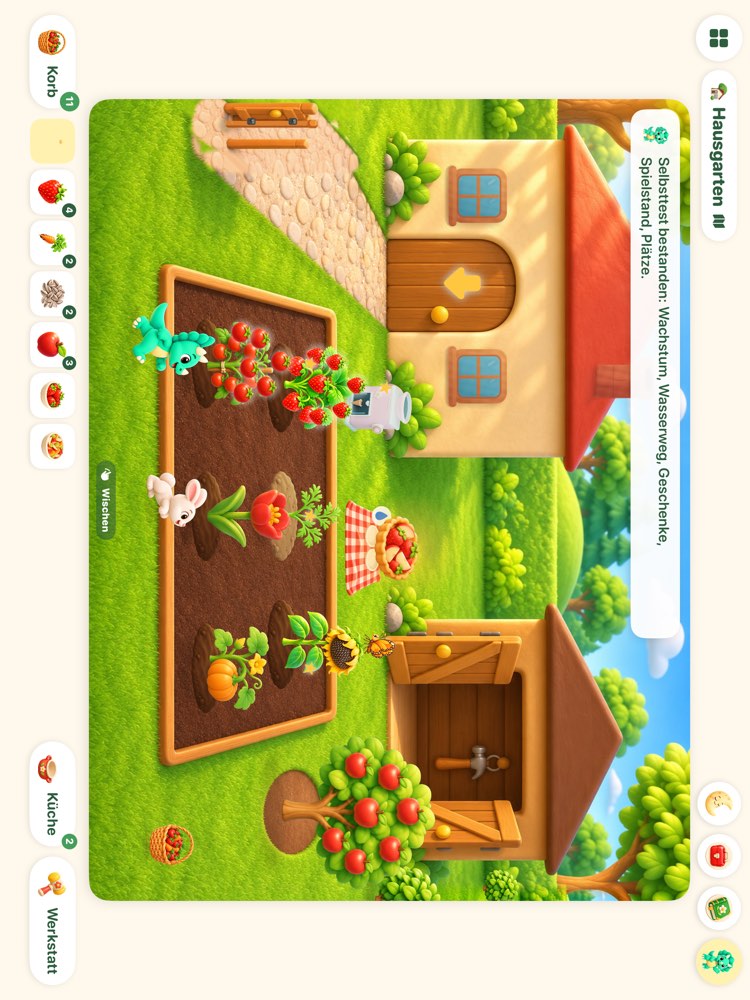 Hausgarten
Selbsttest bestanden: Wachstum, Wasserweg, Geschenke,
Spielstand, Plätze.
Wischen
Korb
11
4
2
2
3
Küche
2
Werkstatt